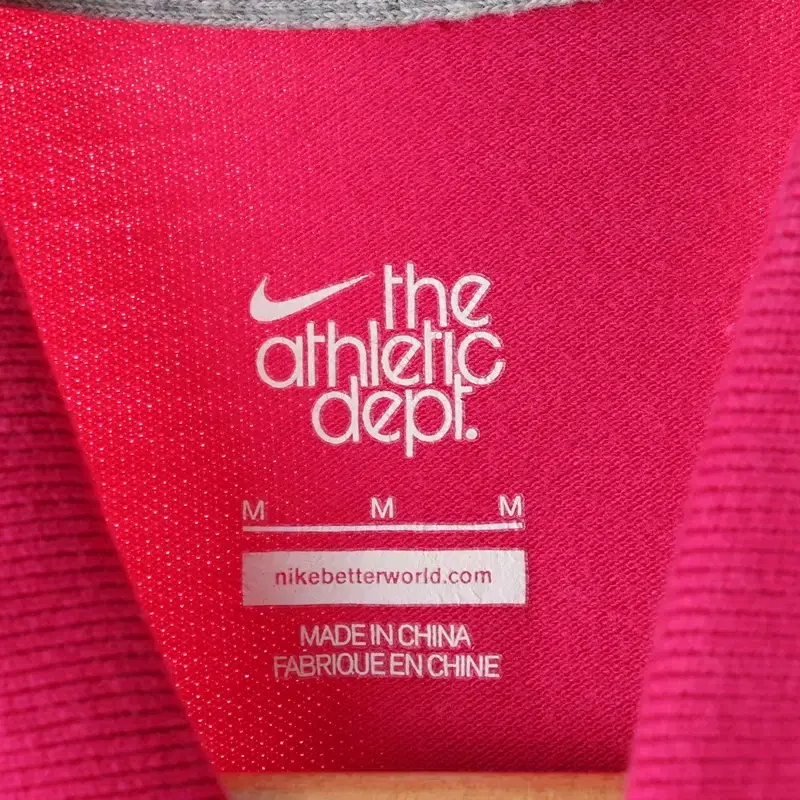 the
athletic
dept.
M M M
nikebetterworld.com
MADE IN CHINA
FABRIQUE EN CHINE